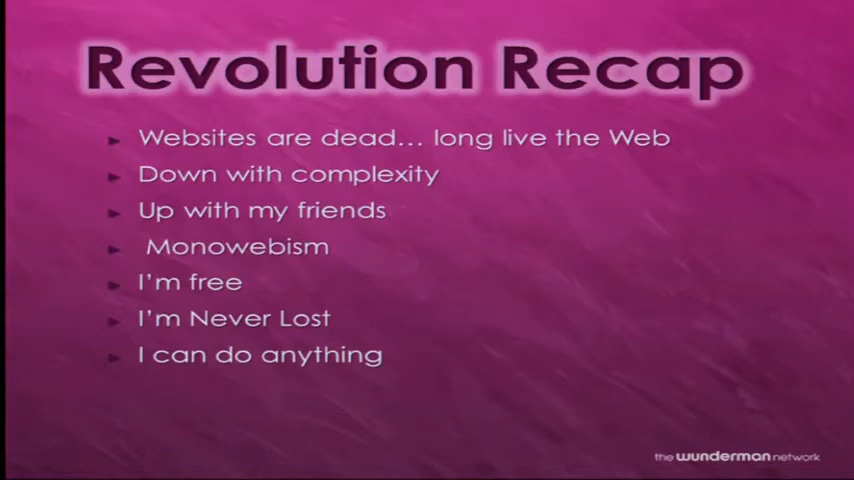 Revolution Recap
Websites are dead... long live the Web
Down with complexity
Up with my friends
Monowebism
I'm free
I'm Never Lost
I can do anything
the wunderman network